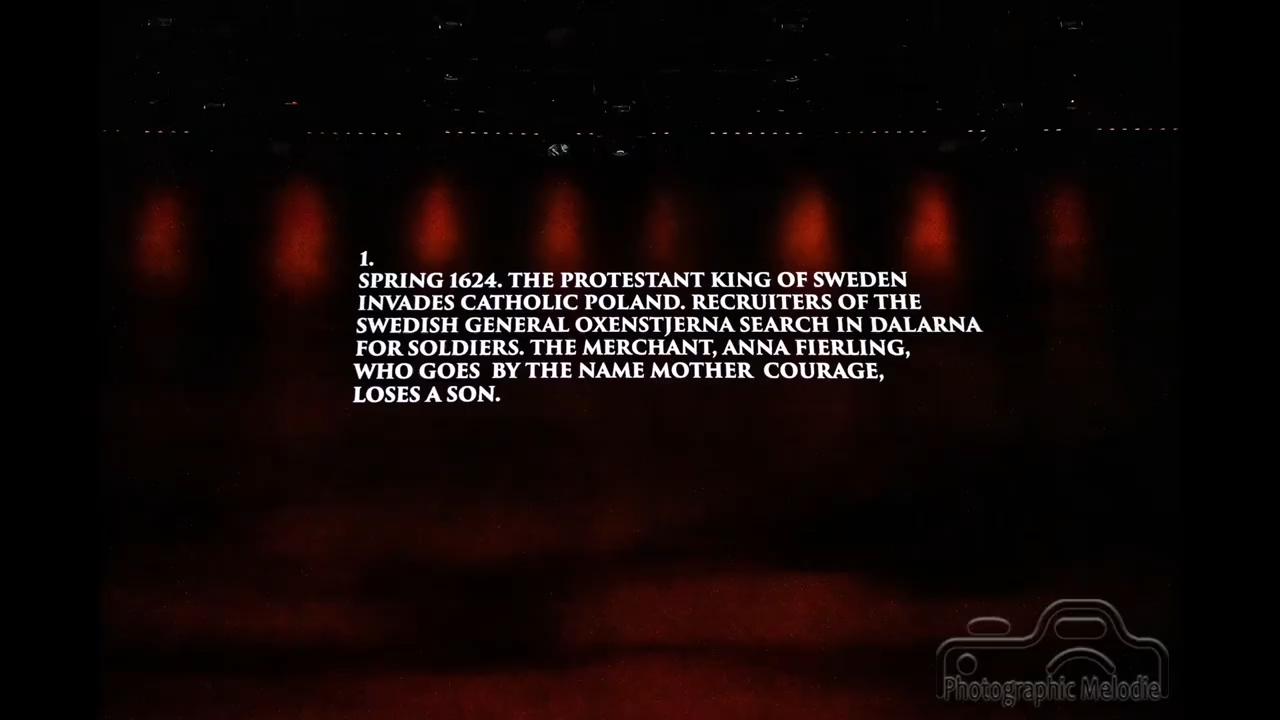 1.
SPRING 1624. THE PROTESTANT KING OF SWEDEN
INVADES CATHOLIC POLAND. RECRUITERS OF THE
SWEDISH GENERAL OXENSTJERNA SEARCH IN DALARNA
FOR SOLDIERS. THE MERCHANT, ANNA FIERLING,
WHO GOES BY THE NAME MOTHER COURAGE,
LOSES A SON.
Photographic Melodie